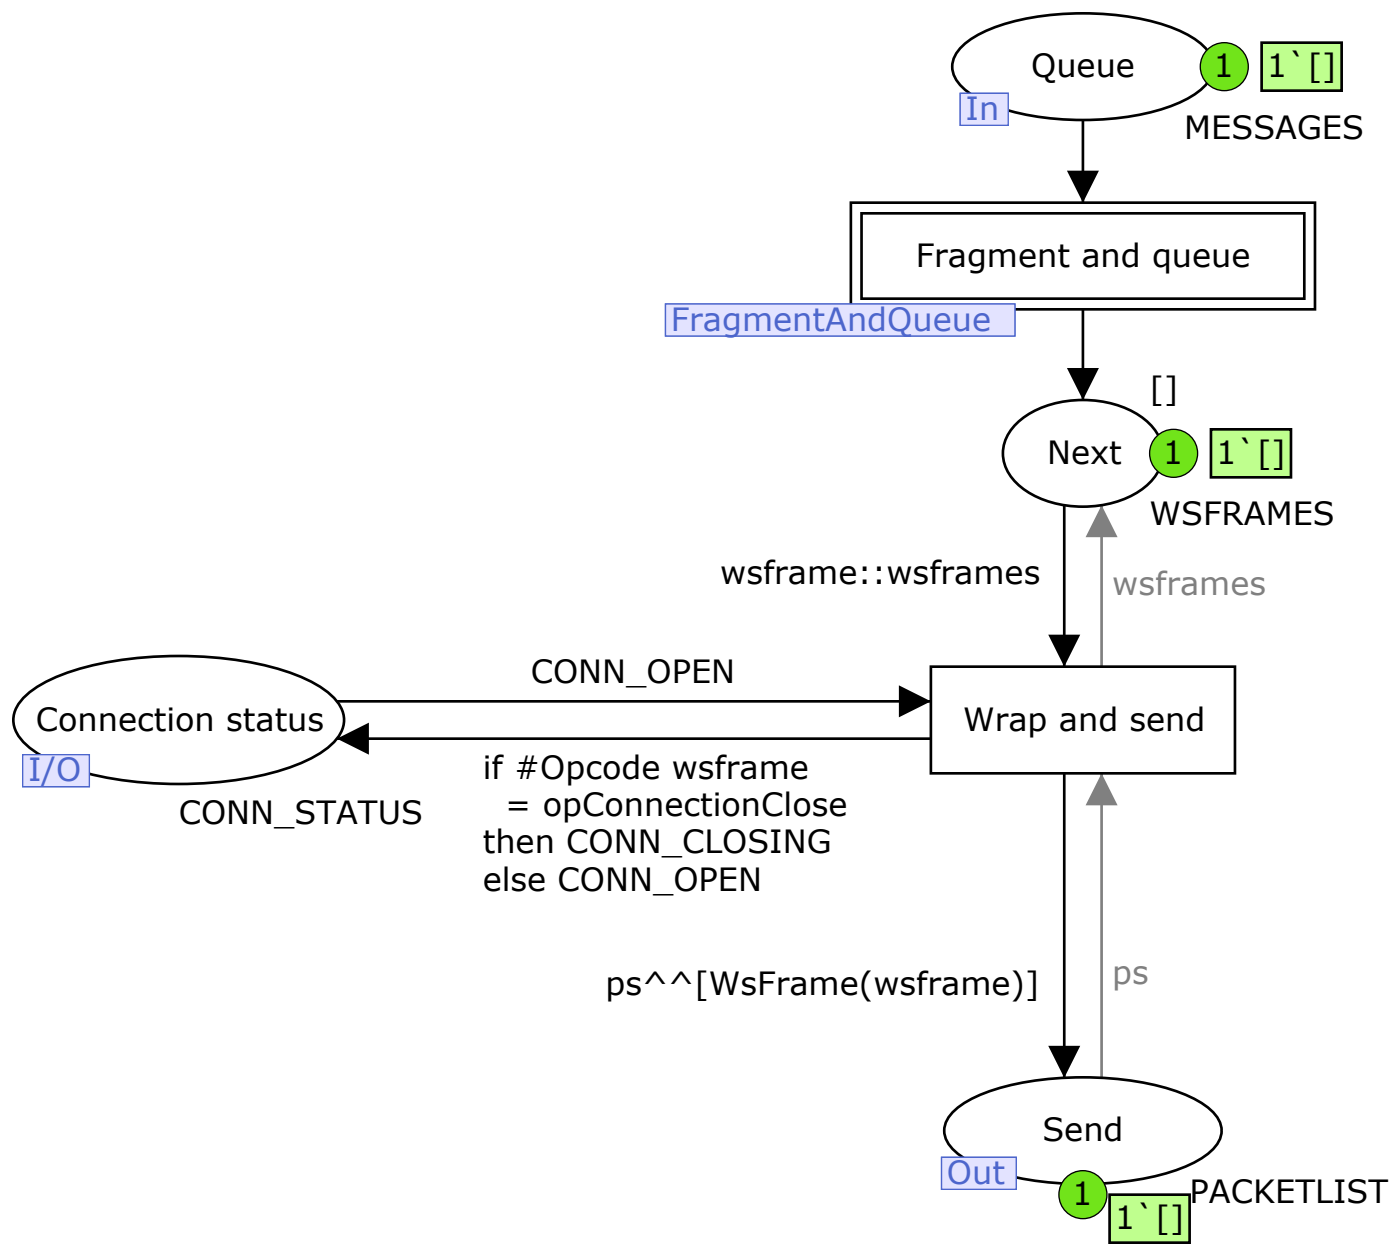 Queue
1
1`[]
In
MESSAGES
Fragment and queue
FragmentAndQueue
[]
Next
1
1`[]
WSFRAMES
wsframe::wsframes
wsframes
CONN_OPEN
Connection status
Wrap and send
I/O
CONN_STATUS
if #Opcode wsframe
= opConnectionClose
then CONN_CLOSING
else CONN_OPEN
ps^^[WsFrame(wsframe)]
ps
Send
Out
1
1`[]
PACKETLIST